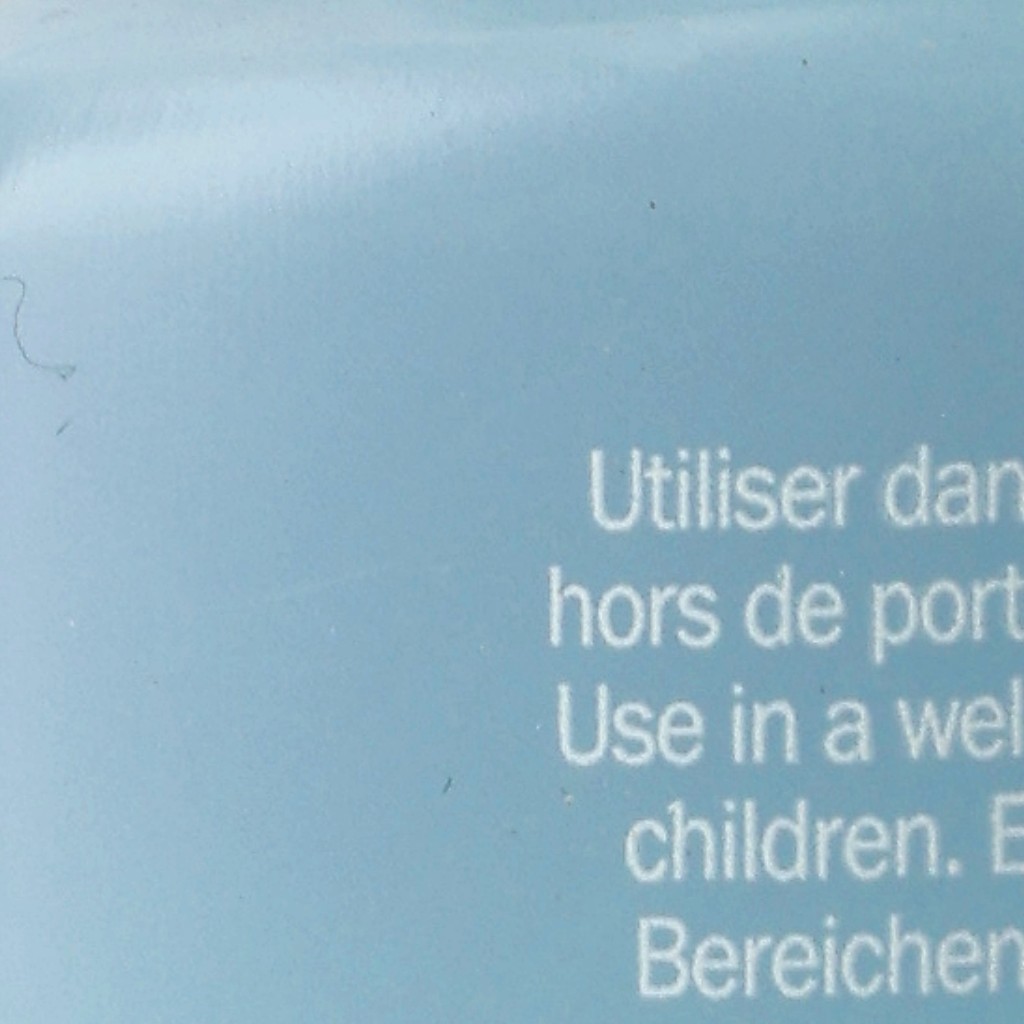 Utiliser dan
hors de port
Use in a wel
children. E
Bereichen